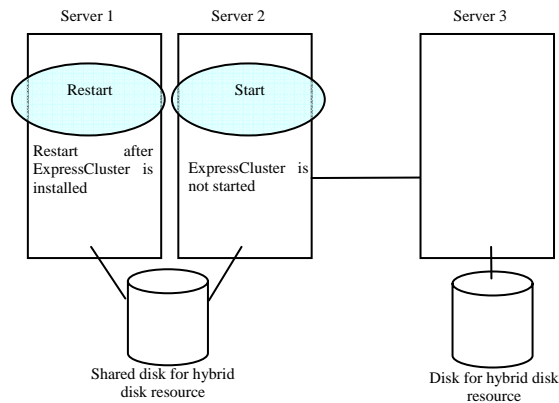 Server 1
Server 2
Server 3
Restart
Start
Restart after
ExpressCluster is
installed
ExpressCluster is
not started
Shared disk for hybrid
disk resource
Disk for hybrid disk
resource